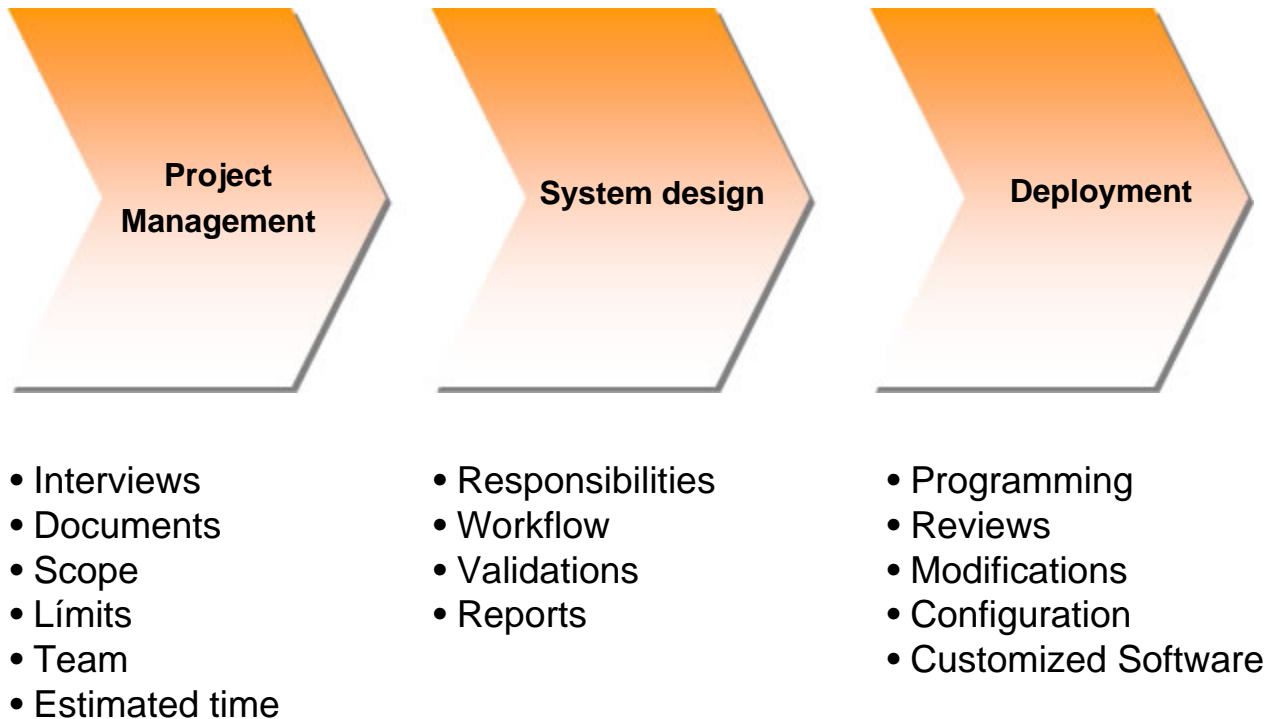 Project
Management
System design
Deployment
• Interviews
• Documents
• Scope
• Límits
• Team
• Estimated time
• Responsibilities
• Workflow
• Validations
• Reports
• Programming
• Reviews
• Modifications
• Configuration
• Customized Software